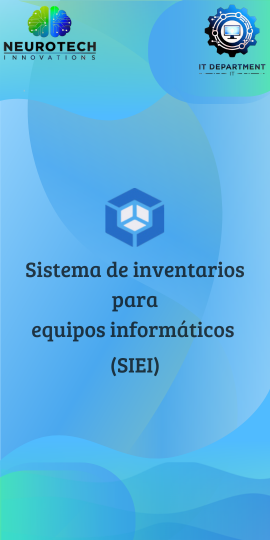 NEUROTECH
INNOVATIONS
IT DEPARTMENT
IT
Sistema de inventarios
para
equipos informáticos
(SIEI)